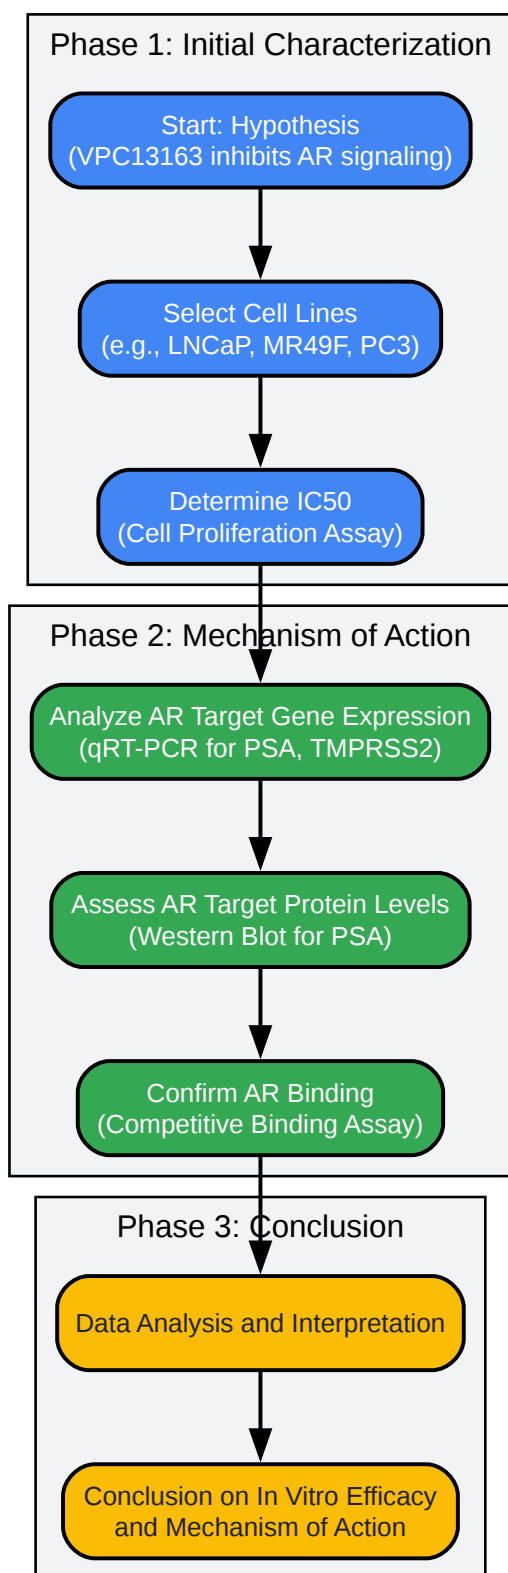 Phase 1: Initial Characterization
Start: Hypothesis
(VPC13163 inhibits AR signaling)
Select Cell Lines
(e.g., LNCaP, MR49F, PC3)
Determine IC50
(Cell Proliferation Assay)
Phase 2: Mechanism of Action
Analyze AR Target Gene Expression
(qRT-PCR for PSA, TMPRSS2)
Assess AR Target Protein Levels
(Western Blot for PSA)
Confirm AR Binding
(Competitive Binding Assay)
Phase 3: Conclusion
Data Analysis and Interpretation
Conclusion on In Vitro Efficacy
and Mechanism of Action